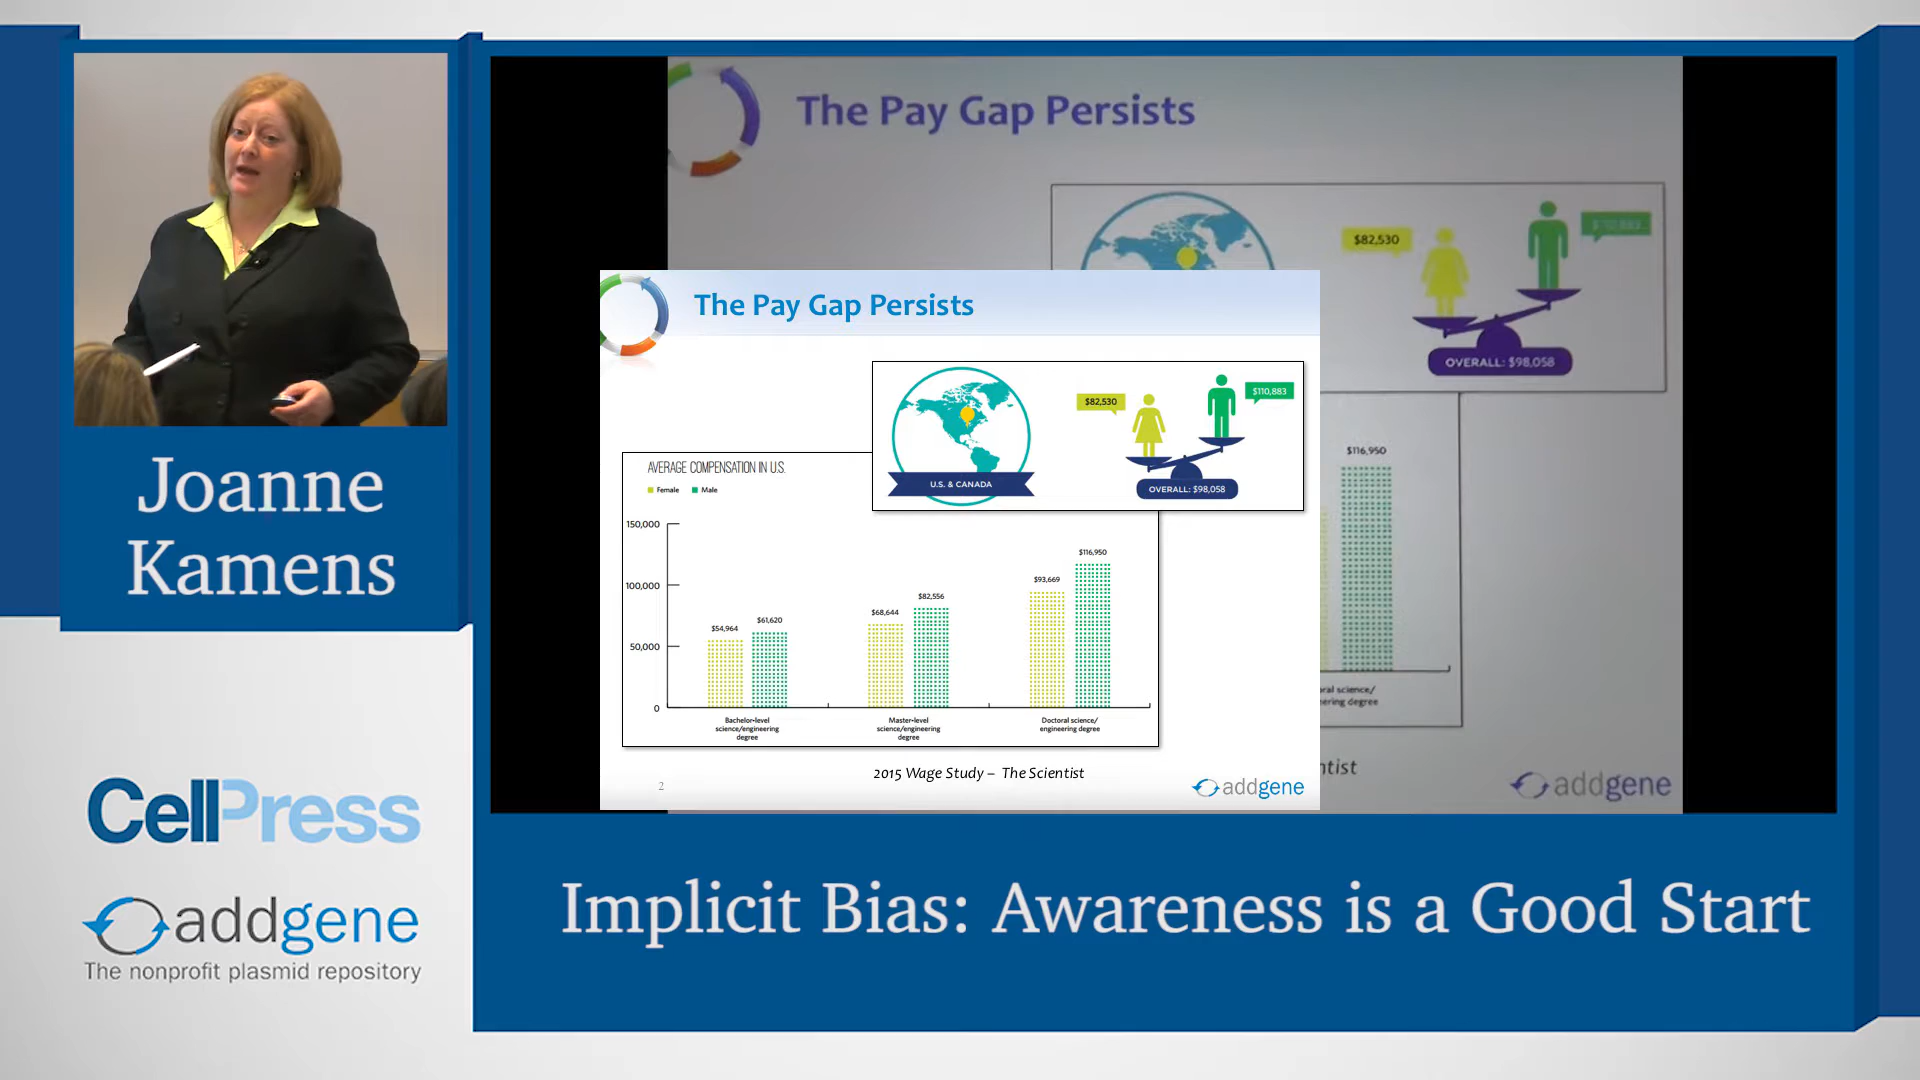 Joanne
Kamens
CellPress
addgene
The nonprofit plasmid repository
The Pay Gap Persists
$82,530
OVERALL: $98,058
$116,950
addgene
The Pay Gap Persists
U.S. & CANADA
$82,530
$110,883
OVERALL: $98,058
AVERAGE COMPENSATION IN U.S.
Female Male
150,000
100,000
50,000
0
$54,964
$61,620
$68,644
$82,556
$93,669
$116,950
Bachelor-level
science/engineering
degree
Master-level
science/engineering
degree
Doctoral science/
engineering degree
2015 Wage Study – The Scientist
2
addgene
Implicit Bias: Awareness is a Good Start